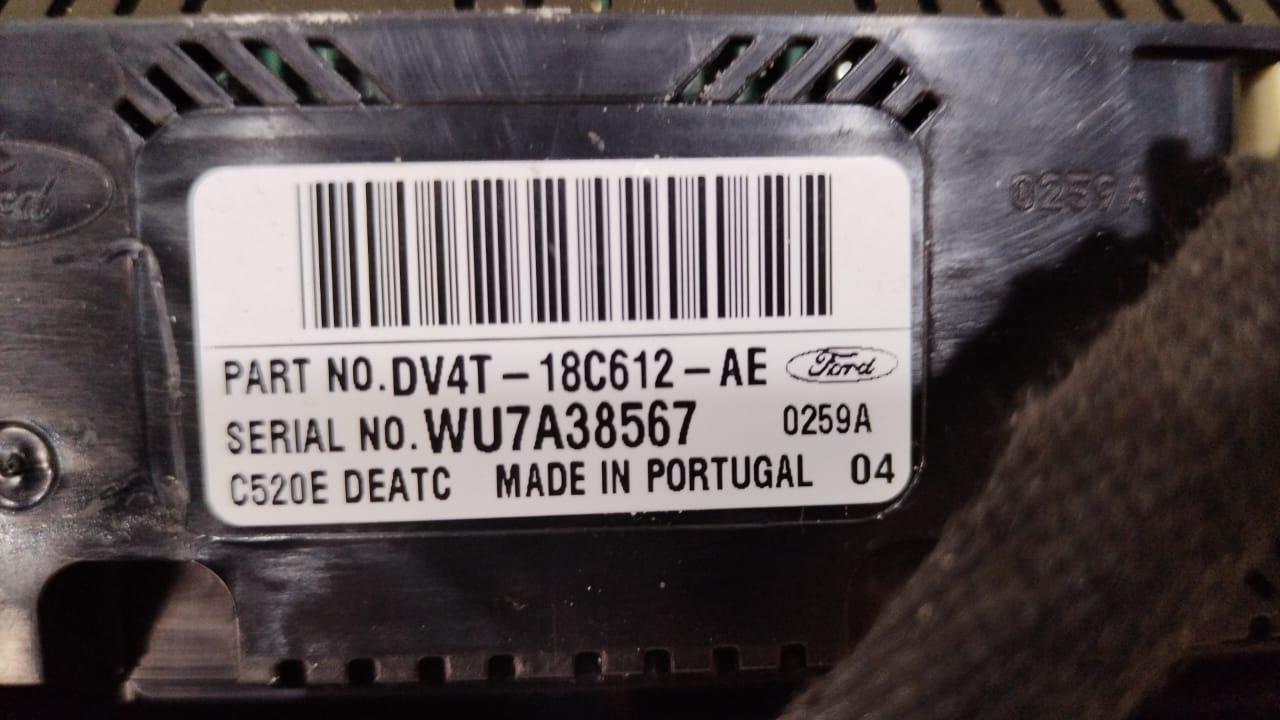 0259A
PART NO. DV4T-18C612-AE Ford
SERIAL NO. WU7A38567 0259A
C520E DEATC MADE IN PORTUGAL 04